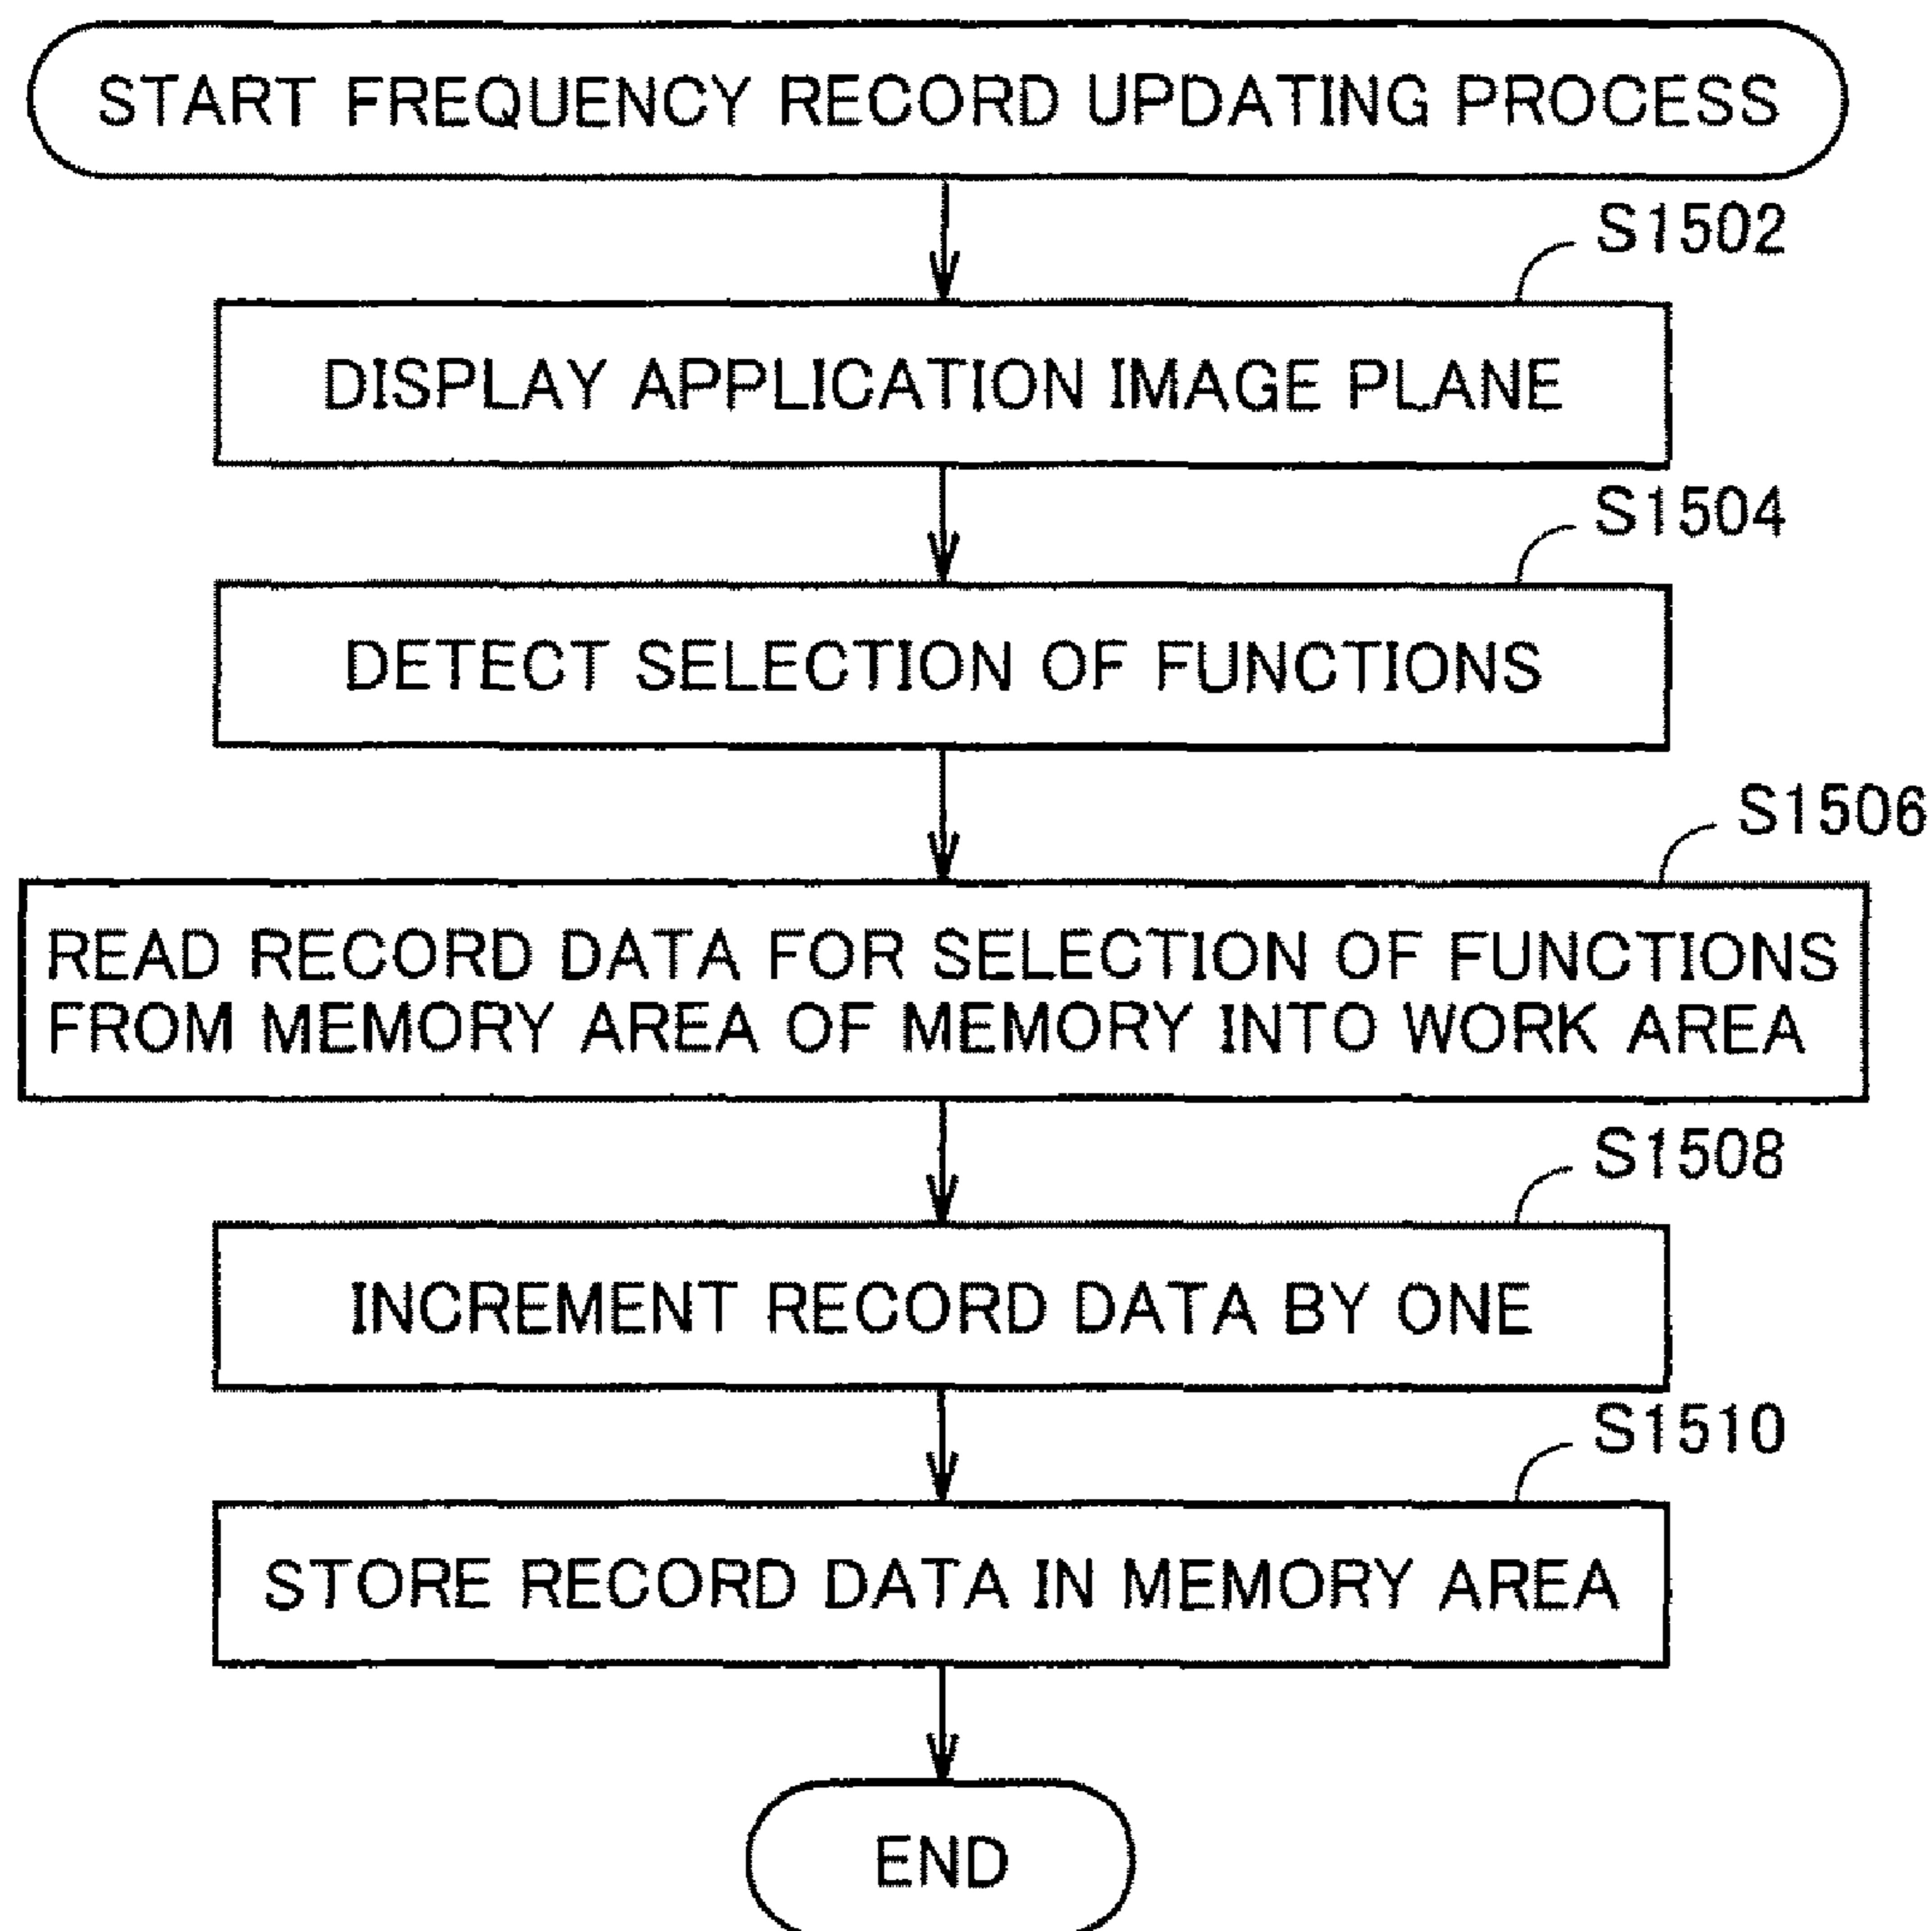 START FREQUENCY RECORD UPDATING PROCESS
S1502
DISPLAY APPLICATION IMAGE PLANE
S1504
DETECT SELECTION OF FUNCTIONS
S1506
READ RECORD DATA FOR SELECTION OF FUNCTIONS
FROM MEMORY AREA OF MEMORY INTO WORK AREA
S1508
INCREMENT RECORD DATA BY ONE
S1510
STORE RECORD DATA IN MEMORY AREA
END